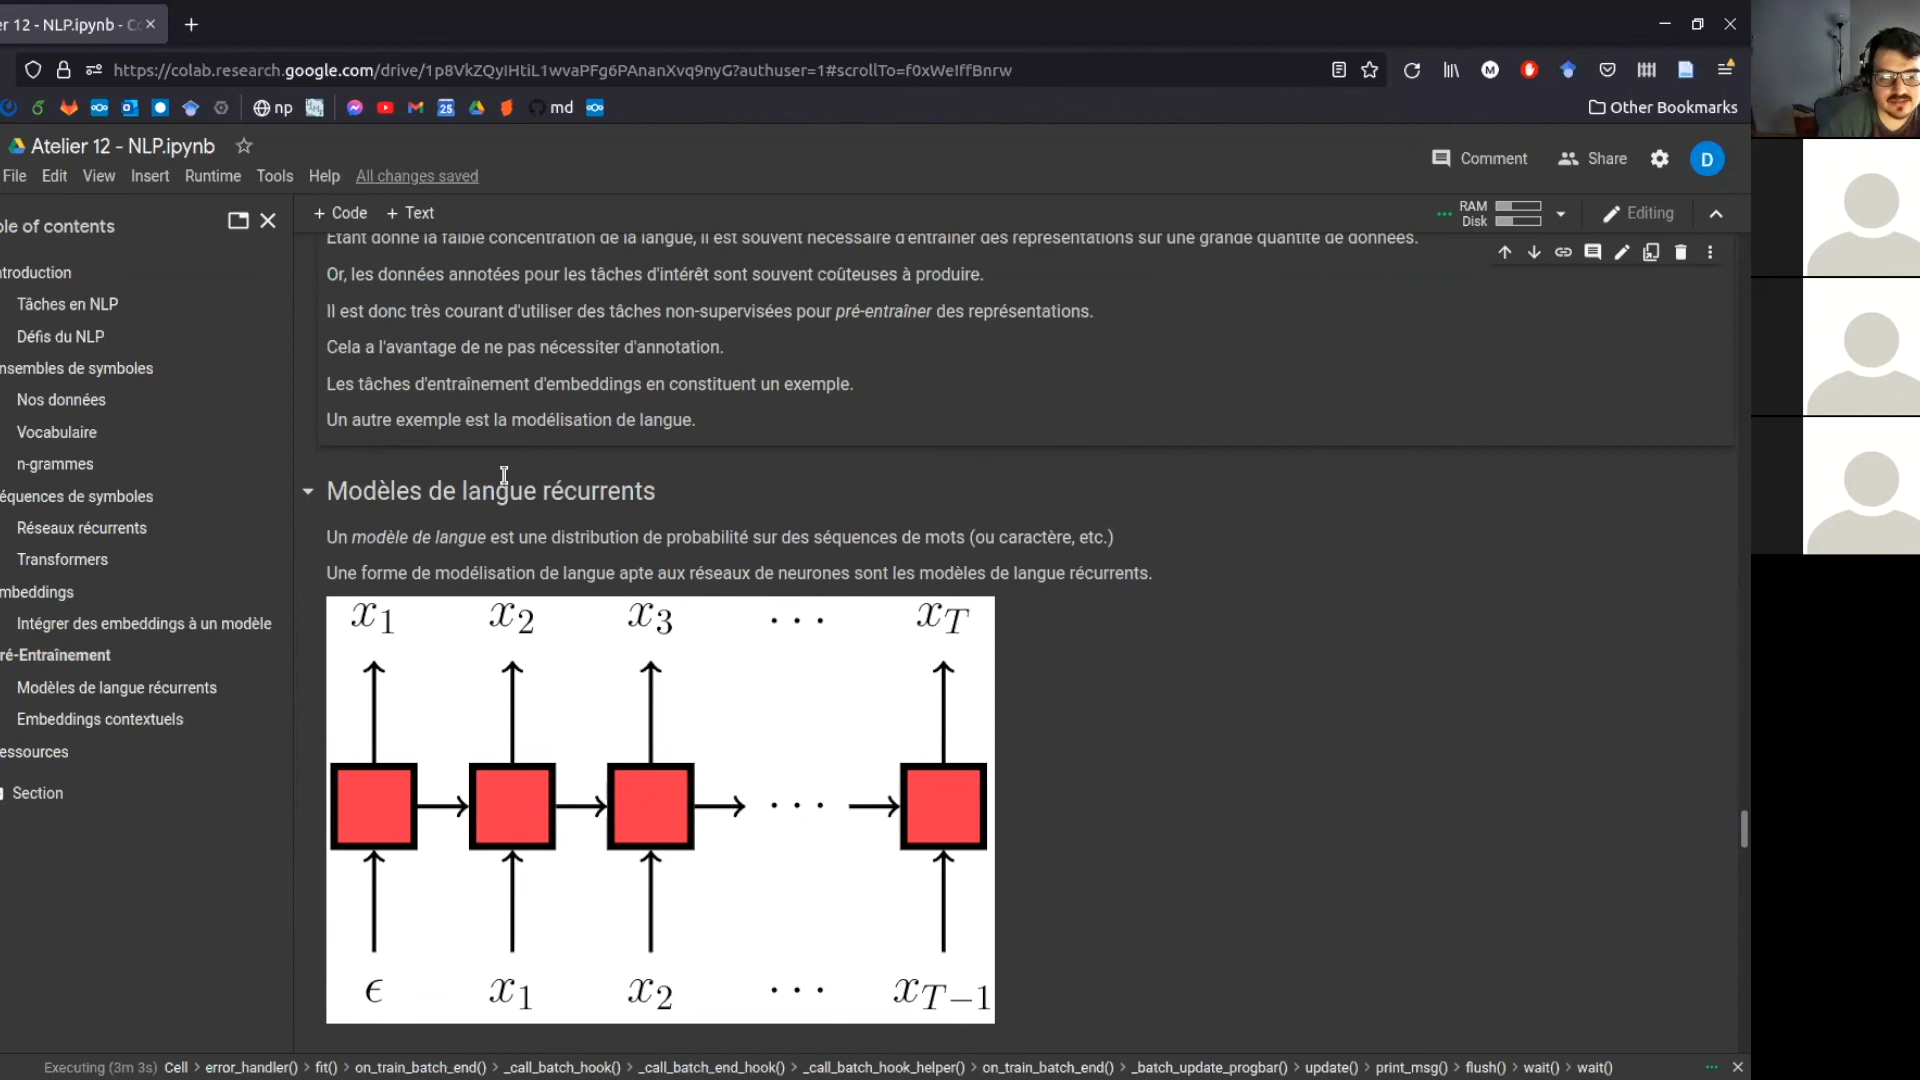 er 12 - NLP.ipynb - Co
https://colab.research.google.com/drive/1p8VkZQyIHtiL1wvaPFg6PAnanXvq9nyG?authuser=1#scrollTo=f0xWeIffBnrw
np
25
md
Other Bookmarks
Atelier 12 - NLP.ipynb
File Edit View Insert Runtime Tools Help All changes saved
Comment Share D
ble of contents
+ Code + Text
RAM
Disk
Editing
Étant donné la faible concentration de la langue, il est souvent nécessaire d'entraîner des représentations sur une grande quantité de données.
Or, les données annotées pour les tâches d'intérêt sont souvent coûteuses à produire.
Il est donc très courant d'utiliser des tâches non-supervisées pour pré-entraîner des représentations.
Cela a l'avantage de ne pas nécessiter d'annotation.
Les tâches d'entraînement d'embeddings en constituent un exemple.
Un autre exemple est la modélisation de langue.
Modèles de langue récurrents
Un modèle de langue est une distribution de probabilité sur des séquences de mots (ou caractère, etc.)
Une forme de modélisation de langue apte aux réseaux de neurones sont les modèles de langue récurrents.
x1 x2 x3 ··· xT
···
ϵ x1 x2 ··· xT−1
ntroduction
Tâches en NLP
Défis du NLP
nsembles de symboles
Nos données
Vocabulaire
n-grammes
équences de symboles
Réseaux récurrents
Transformers
mbeddings
Intégrer des embeddings à un modèle
ré-Entraînement
Modèles de langue récurrents
Embeddings contextuels
essources
Section
Executing (3m 3s) Cell > error_handler() > fit() > on_train_batch_end() > _call_batch_hook() > _call_batch_end_hook() > _call_batch_hook_helper() > on_train_batch_end() > _batch_update_progbar() > update() > print_msg() > flush() > wait() > wait()